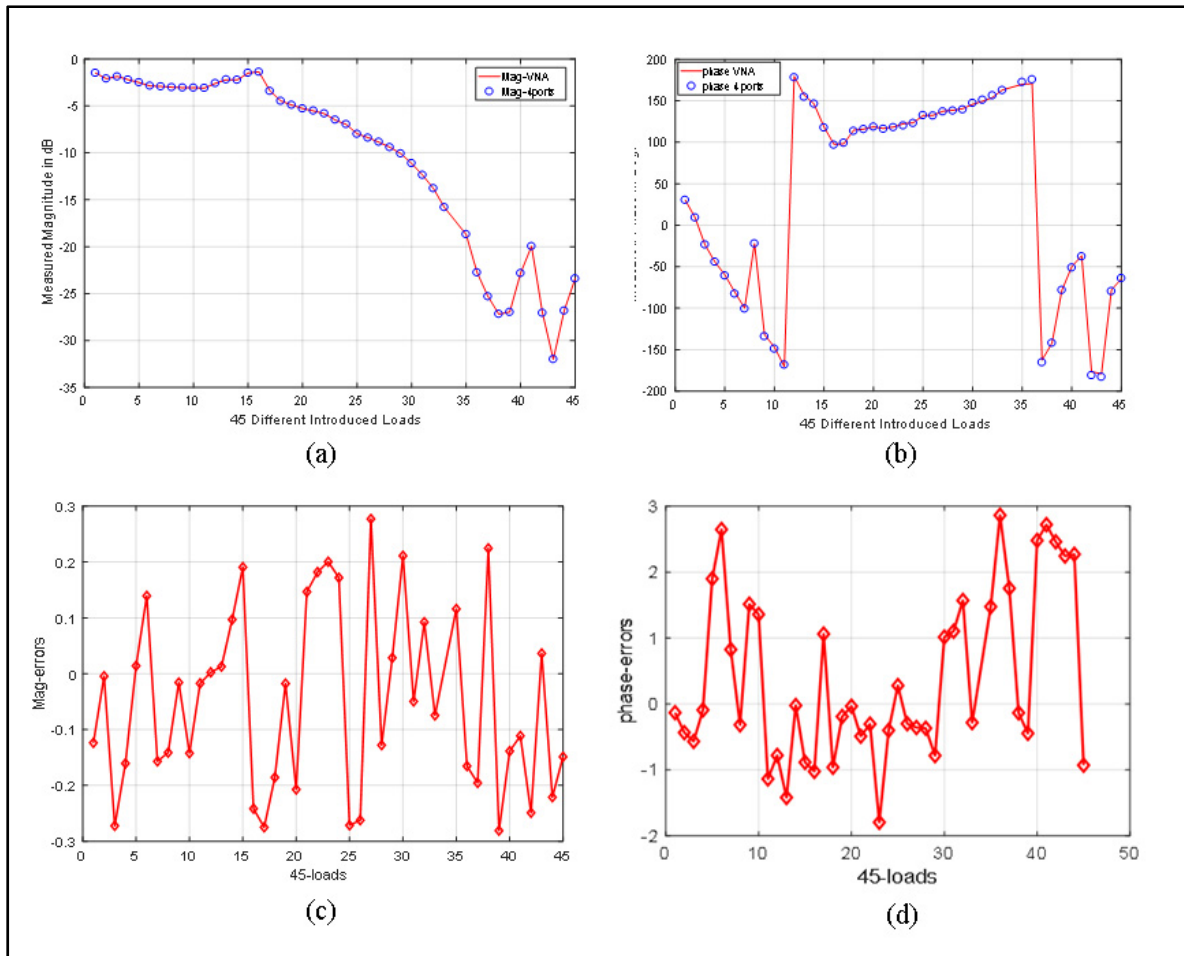 0
-5
-10
-15
-20
-25
-30
-35
Measured Magnitude in dB
Mag-VNA
Mag-4ports
0 5 10 15 20 25 30 35 40 45
45 Different Introduced Loads
(a)
200
150
100
50
0
-50
-100
-150
-200
phase VNA
phase 4 ports
0 5 10 15 20 25 30 35 40 45
45 Different Introduced Loads
(b)
0.3
0.2
0.1
0
-0.1
-0.2
-0.3
Mag-errors
0 5 10 15 20 25 30 35 40 45
45-loads
(c)
3
2
1
0
-1
-2
phase-errors
0 10 20 30 40 50
45-loads
(d)